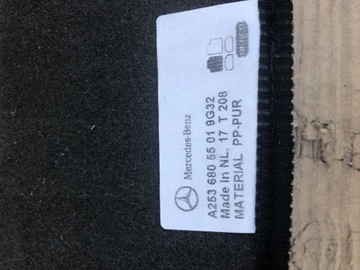 Mercedes-Benz
A253 680 55 01 9G32
Made in NL. 17 T 208
MATERIAL PP-PUR